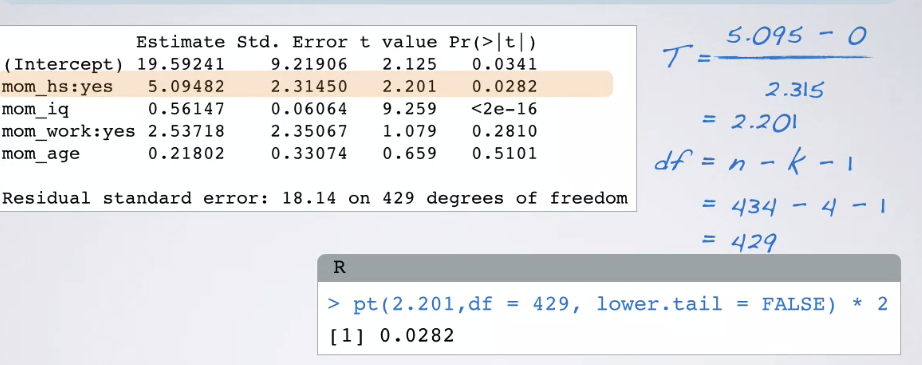 Estimate Std. Error t value Pr(>|t|)
(Intercept) 19.59241 9.21906 2.125 0.0341
mom_hs:yes 5.09482 2.31450 2.201 0.0282
mom_iq 0.56147 0.06064 9.259 <2e-16
mom_work:yes 2.53718 2.35067 1.079 0.2810
mom_age 0.21802 0.33074 0.659 0.5101
Residual standard error: 18.14 on 429 degrees of freedom
T = 5.095 - 0
2.315
= 2.201
df = n - k - 1
= 434 - 4 - 1
= 429
R
> pt(2.201,df = 429, lower.tail = FALSE) * 2
[1] 0.0282